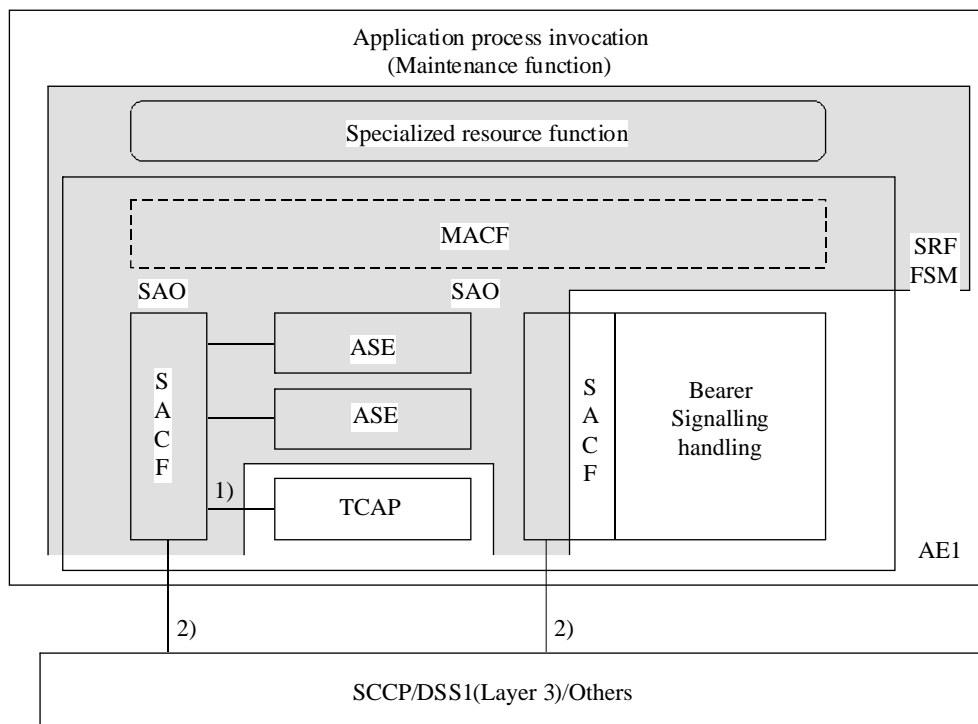 Application process invocation
(Maintenance function)
Specialized resource function
MACF
SRF
FSM
SAO
SAO
ASE
ASE
S
A
C
F
S
A
C
F
Bearer
Signalling
handling
1)
TCAP
AE1
2)
2)
SCCP/DSS1(Layer 3)/Others